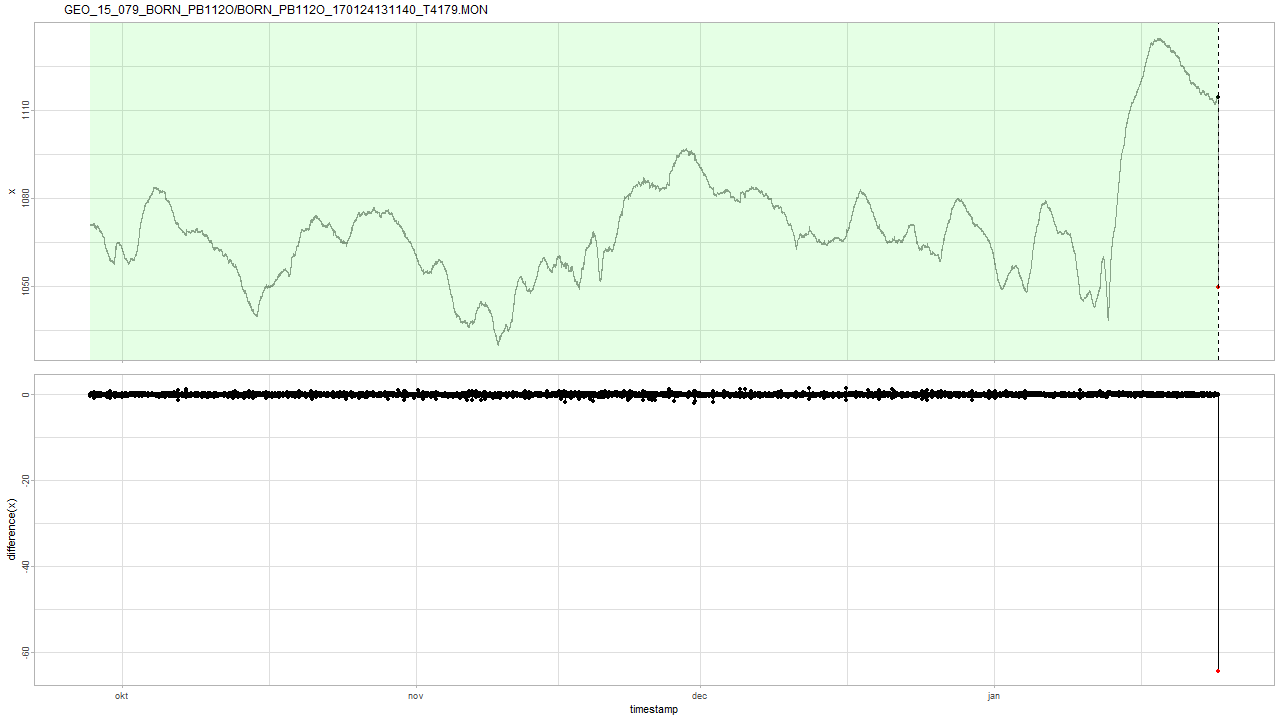 GEO_15_079_BORN_PB112O/BORN_PB112O_170124131140_T4179.MON
1110
1080
1050
x
0
-20
-40
-60
difference(x)
okt
nov
dec
jan
timestamp